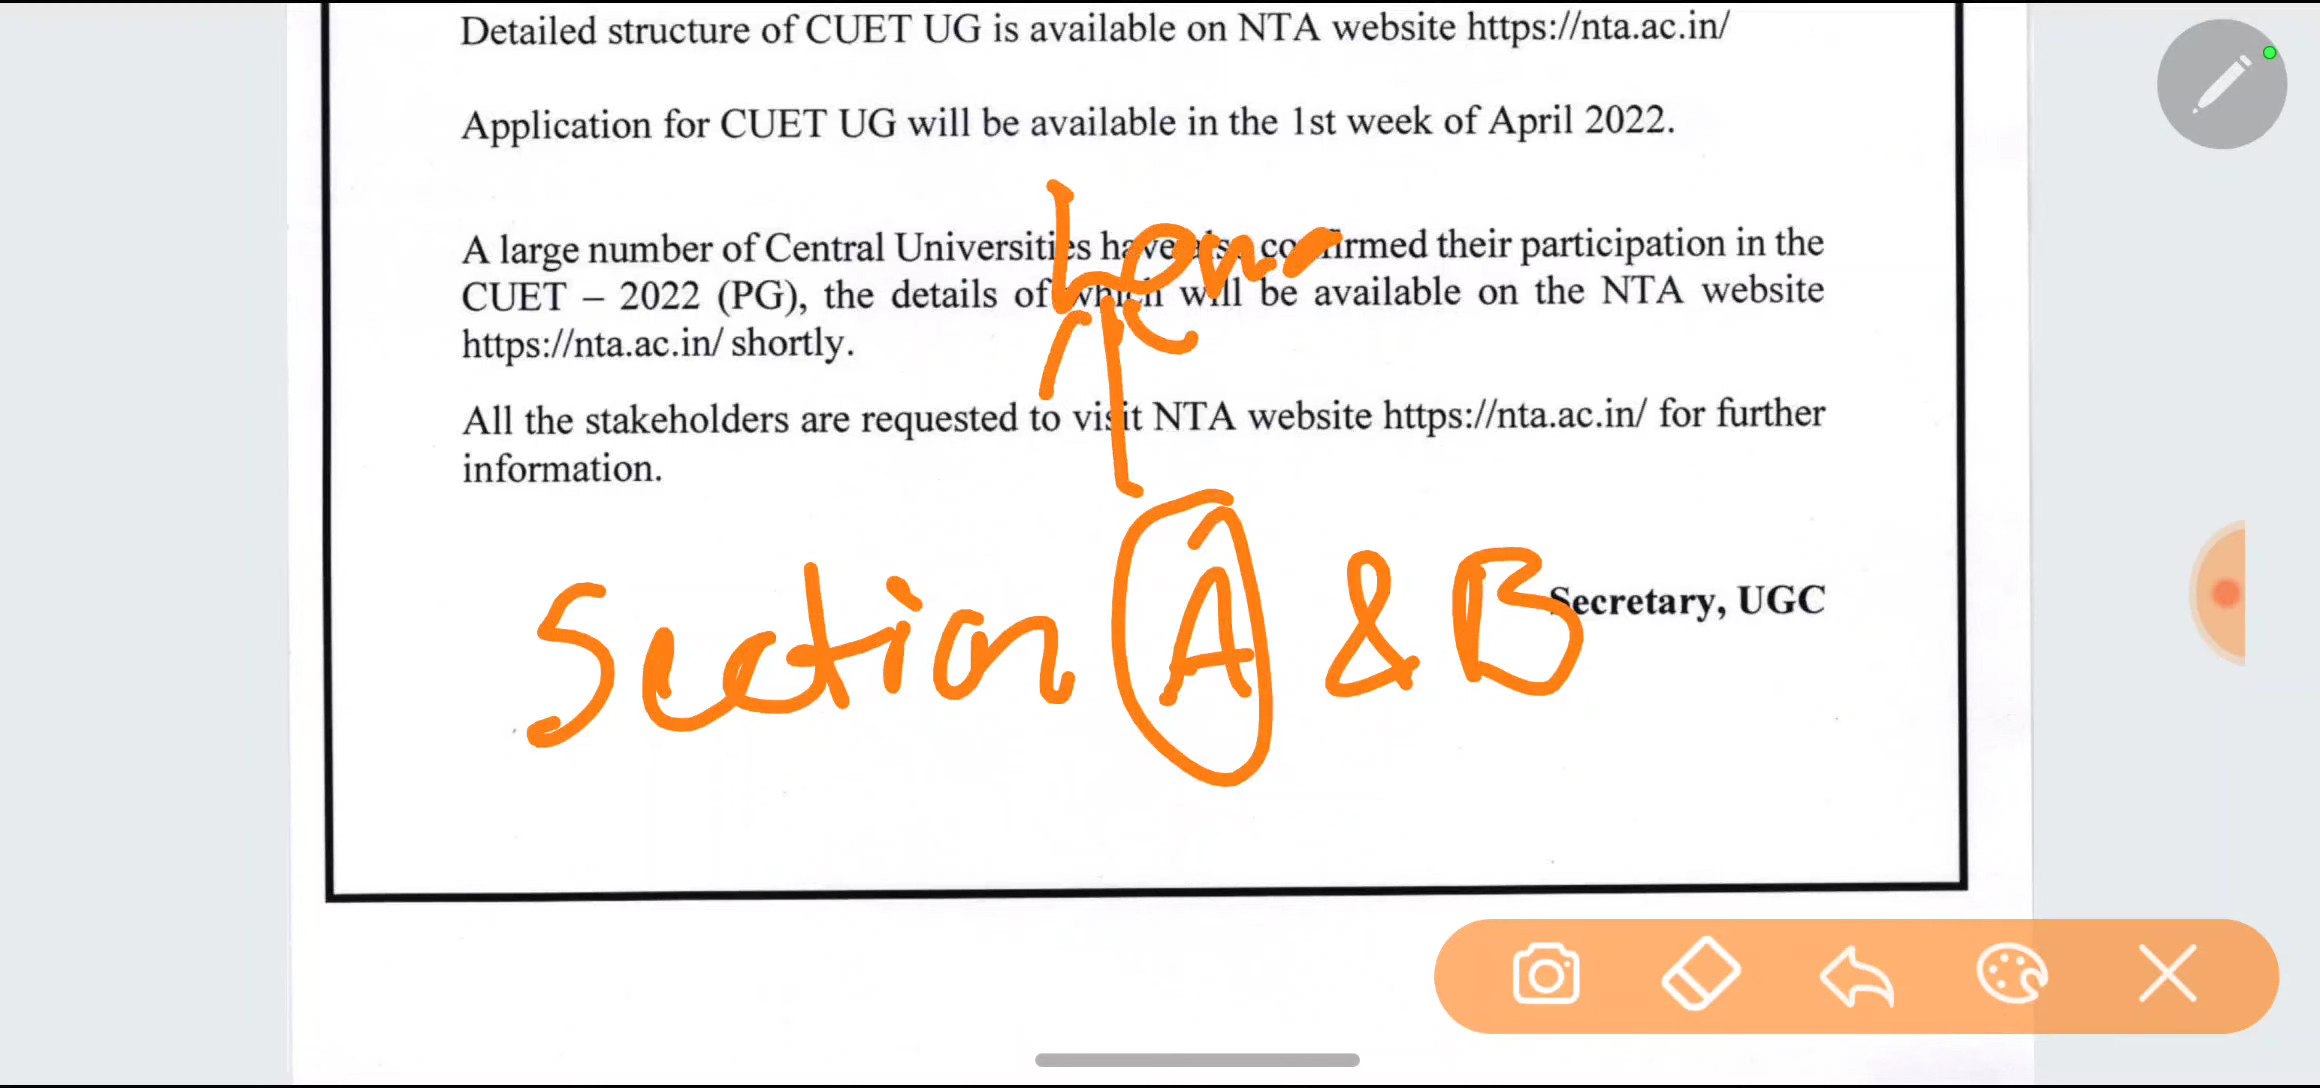 Detailed structure of CUET UG is available on NTA website https://nta.ac.in/
Application for CUET UG will be available in the 1st week of April 2022.
A large number of Central Universities have also confirmed their participation in the
CUET – 2022 (PG), the details of which will be available on the NTA website
https://nta.ac.in/ shortly.
All the stakeholders are requested to visit NTA website https://nta.ac.in/ for further
information.
Section A & B
Secretary, UGC